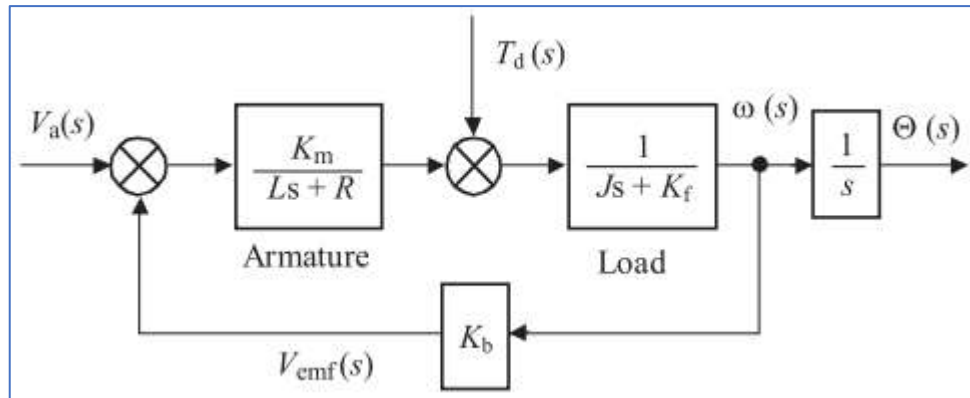 T_d (s)
V_a(s)
ω (s)
Θ (s)
K_m
Ls + R
1
Js + K_f
1
s
Armature
Load
K_b
V_emf(s)